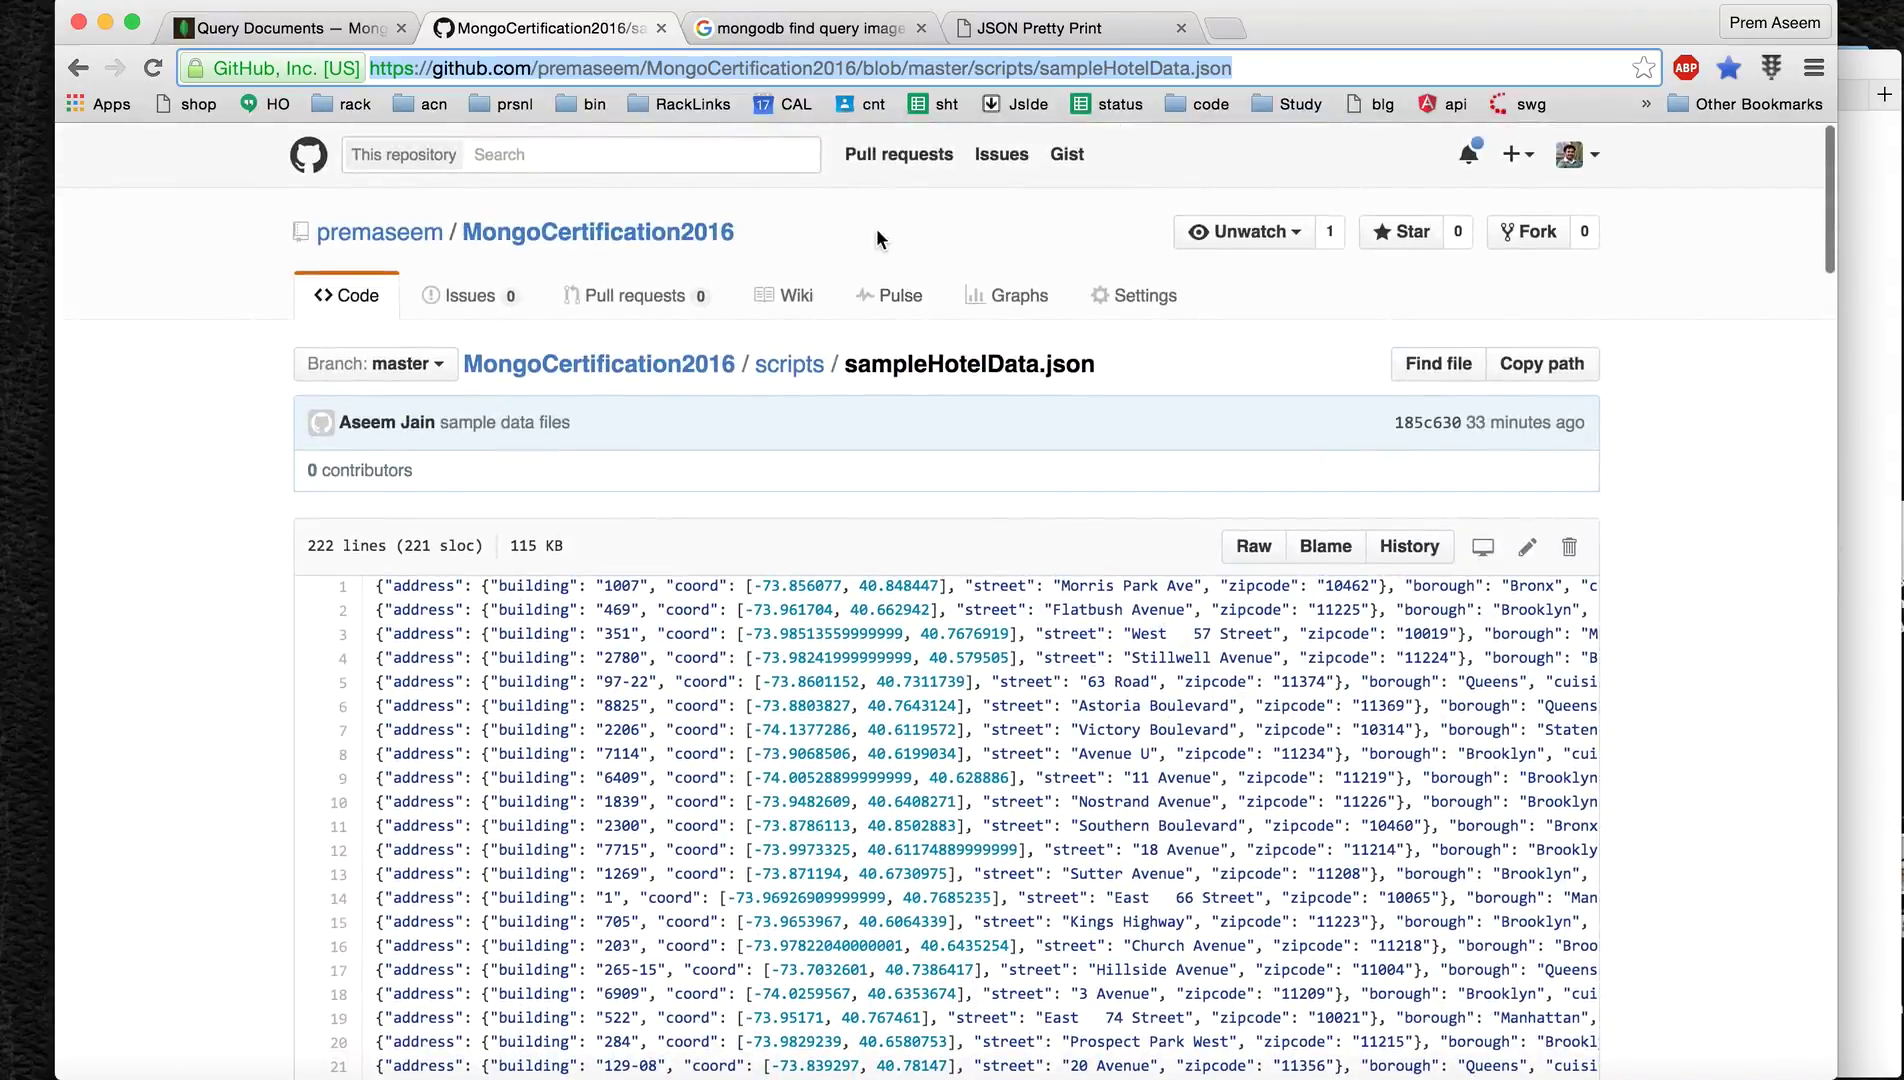 Query Documents — Mong
MongoCertification2016/sa
mongodb find query image
JSON Pretty Print
Prem Aseem
GitHub, Inc. [US] https://github.com/premaseem/MongoCertification2016/blob/master/scripts/sampleHotelData.json
ABP
Apps shop HO rack acn prsnl bin RackLinks 17 CAL cnt sht Jslde status code Study blg api swg » Other Bookmarks
This repository Search Pull requests Issues Gist
premaseem / MongoCertification2016 Unwatch 1 Star 0 Fork 0
Code Issues 0 Pull requests 0 Wiki Pulse Graphs Settings
Branch: master MongoCertification2016 / scripts / sampleHotelData.json Find file Copy path
Aseem Jain sample data files 185c630 33 minutes ago
0 contributors
222 lines (221 sloc) 115 KB Raw Blame History
1 {"address": {"building": "1007", "coord": [-73.856077, 40.848447], "street": "Morris Park Ave", "zipcode": "10462"}, "borough": "Bronx", "c
2 {"address": {"building": "469", "coord": [-73.961704, 40.662942], "street": "Flatbush Avenue", "zipcode": "11225"}, "borough": "Brooklyn",
3 {"address": {"building": "351", "coord": [-73.98513559999999, 40.7676919], "street": "West   57 Street", "zipcode": "10019"}, "borough": "M
4 {"address": {"building": "2780", "coord": [-73.98241999999999, 40.579505], "street": "Stillwell Avenue", "zipcode": "11224"}, "borough": "B
5 {"address": {"building": "97-22", "coord": [-73.8601152, 40.7311739], "street": "63 Road", "zipcode": "11374"}, "borough": "Queens", "cuisi
6 {"address": {"building": "8825", "coord": [-73.8803827, 40.7643124], "street": "Astoria Boulevard", "zipcode": "11369"}, "borough": "Queens
7 {"address": {"building": "2206", "coord": [-74.1377286, 40.6119572], "street": "Victory Boulevard", "zipcode": "10314"}, "borough": "Staten
8 {"address": {"building": "7114", "coord": [-73.9068506, 40.6199034], "street": "Avenue U", "zipcode": "11234"}, "borough": "Brooklyn", "cui
9 {"address": {"building": "6409", "coord": [-74.00528899999999, 40.628886], "street": "11 Avenue", "zipcode": "11219"}, "borough": "Brooklyn
10 {"address": {"building": "1839", "coord": [-73.9482609, 40.6408271], "street": "Nostrand Avenue", "zipcode": "11226"}, "borough": "Brooklyn
11 {"address": {"building": "2300", "coord": [-73.8786113, 40.8502883], "street": "Southern Boulevard", "zipcode": "10460"}, "borough": "Bronx
12 {"address": {"building": "7715", "coord": [-73.9973325, 40.61174889999999], "street": "18 Avenue", "zipcode": "11214"}, "borough": "Brookly
13 {"address": {"building": "1269", "coord": [-73.871194, 40.6730975], "street": "Sutter Avenue", "zipcode": "11208"}, "borough": "Brooklyn",
14 {"address": {"building": "1", "coord": [-73.96926909999999, 40.7685235], "street": "East   66 Street", "zipcode": "10065"}, "borough": "Man
15 {"address": {"building": "705", "coord": [-73.9653967, 40.6064339], "street": "Kings Highway", "zipcode": "11223"}, "borough": "Brooklyn",
16 {"address": {"building": "203", "coord": [-73.97822040000001, 40.6435254], "street": "Church Avenue", "zipcode": "11218"}, "borough": "Broo
17 {"address": {"building": "265-15", "coord": [-73.7032601, 40.7386417], "street": "Hillside Avenue", "zipcode": "11004"}, "borough": "Queens
18 {"address": {"building": "6909", "coord": [-74.0259567, 40.6353674], "street": "3 Avenue", "zipcode": "11209"}, "borough": "Brooklyn", "cui
19 {"address": {"building": "522", "coord": [-73.95171, 40.767461], "street": "East   74 Street", "zipcode": "10021"}, "borough": "Manhattan",
20 {"address": {"building": "284", "coord": [-73.9829239, 40.6580753], "street": "Prospect Park West", "zipcode": "11215"}, "borough": "Brookl
21 {"address": {"building": "129-08", "coord": [-73.839297, 40.78147], "street": "20 Avenue", "zipcode": "11356"}, "borough": "Queens", "cuisi